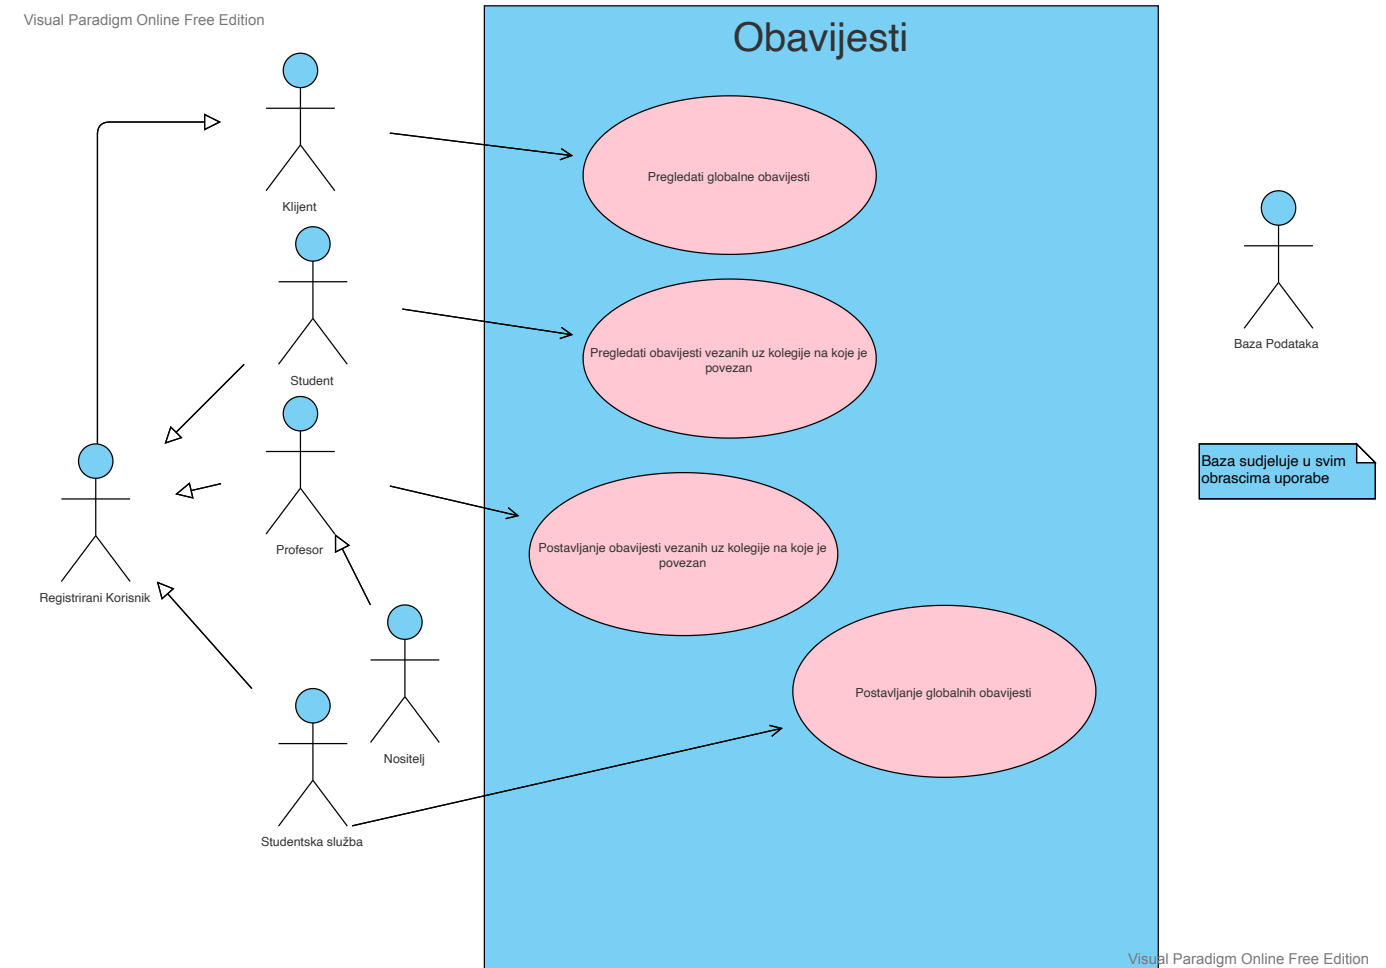 Visual Paradigm Online Free Edition
Obavijesti
Klijent
Pregledati globalne obavijesti
Student
Pregledati obavijesti vezanih uz kolegije na koje je
povezan
Baza Podataka
Baza sudjeluje u svim
obrascima uporabe
Profesor
Postavljanje obavijesti vezanih uz kolegije na koje je
povezan
Registrirani Korisnik
Nositelj
Postavljanje globalnih obavijesti
Studentska služba
Visual Paradigm Online Free Edition